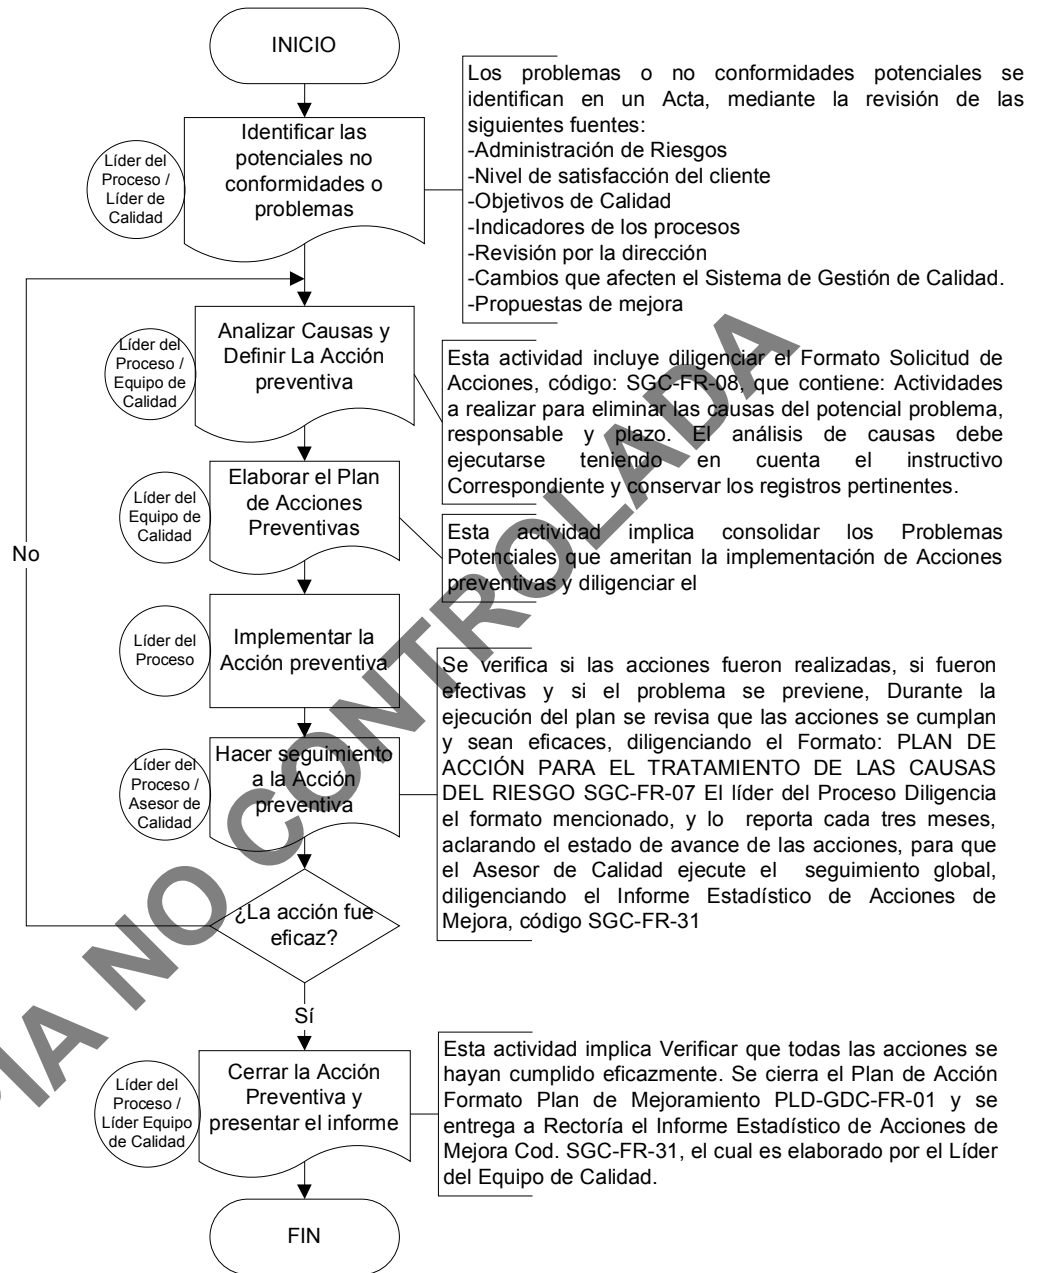 INICIO
Los problemas o no conformidades potenciales se
identifican en un Acta, mediante la revisión de las
siguientes fuentes:
-Administración de Riesgos
-Nivel de satisfacción del cliente
-Objetivos de Calidad
-Indicadores de los procesos
-Revisión por la dirección
-Cambios que afecten el Sistema de Gestión de Calidad.
-Propuestas de mejora
Identificar las
potenciales no
conformidades o
problemas
Líder del
Proceso /
Líder de
Calidad
Analizar Causas y
Definir La Acción
preventiva
Líder del
Proceso /
Equipo de
Calidad
Esta actividad incluye diligenciar el Formato Solicitud de
Acciones, código: SGC-FR-08, que contiene: Actividades
a realizar para eliminar las causas del potencial problema,
responsable y plazo. El análisis de causas debe
ejecutarse teniendo en cuenta el instructivo
Correspondiente y conservar los registros pertinentes.
Elaborar el Plan
de Acciones
Preventivas
Líder del
Equipo de
Calidad
Esta actividad implica consolidar los Problemas
Potenciales que ameritan la implementación de Acciones
preventivas y diligenciar el
No
Implementar la
Acción preventiva
Líder del
Proceso
Se verifica si las acciones fueron realizadas, si fueron
efectivas y si el problema se previene, Durante la
ejecución del plan se revisa que las acciones se cumplan
y sean eficaces, diligenciando el Formato: PLAN DE
ACCIÓN PARA EL TRATAMIENTO DE LAS CAUSAS
DEL RIESGO SGC-FR-07 El líder del Proceso Diligencia
el formato mencionado, y lo reporta cada tres meses,
aclarando el estado de avance de las acciones, para que
el Asesor de Calidad ejecute el seguimiento global,
diligenciando el Informe Estadístico de Acciones de
Mejora, código SGC-FR-31
Hacer seguimiento
a la Acción
preventiva
Líder del
Proceso /
Asesor de
Calidad
¿La acción fue
eficaz?
Sí
Cerrar la Acción
Preventiva y
presentar el informe
Líder del
Proceso /
Líder Equipo
de Calidad
Esta actividad implica Verificar que todas las acciones se
hayan cumplido eficazmente. Se cierra el Plan de Acción
Formato Plan de Mejoramiento PLD-GDC-FR-01 y se
entrega a Rectoría el Informe Estadístico de Acciones de
Mejora Cod. SGC-FR-31, el cual es elaborado por el Líder
del Equipo de Calidad.
FIN
PIA NO CONTROLADA